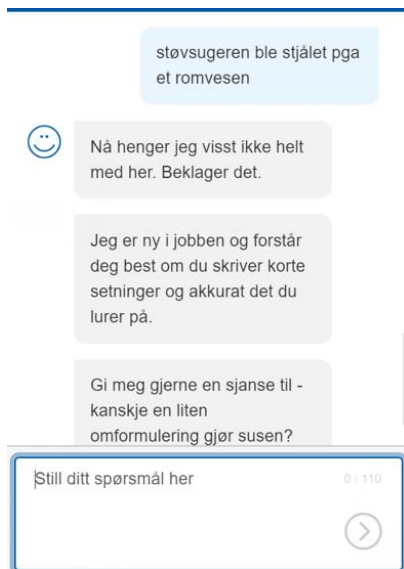 støvsugeren ble stjålet pga
et romvesen
Nå henger jeg visst ikke helt
med her. Beklager det.
Jeg er ny i jobben og forstår
deg best om du skriver korte
setninger og akkurat det du
lurer på.
Gi meg gjerne en sjanse til -
kanskje en liten
omformulering gjør susen?
Still ditt spørsmål her
0 / 110